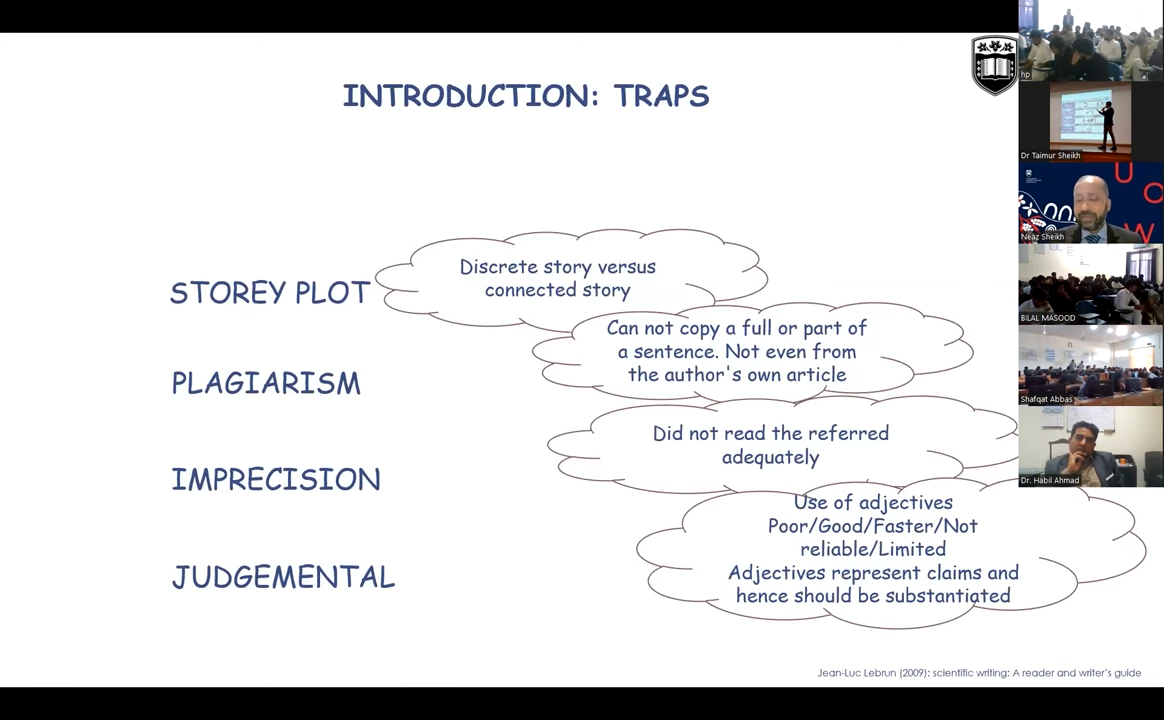 INTRODUCTION: TRAPS
STOREY PLOT
Discrete story versus
connected story
PLAGIARISM
Can not copy a full or part of
a sentence. Not even from
the author's own article
IMPRECISION
Did not read the referred
adequately
JUDGEMENTAL
Use of adjectives
Poor/Good/Faster/Not
reliable/Limited
Adjectives represent claims and
hence should be substantiated
Jean-Luc Lebrun (2009): scientific writing: A reader and writer's guide
hp
Dr Taimur Sheikh
U
O
W
Neaz Sheikh
BILAL MASOOD
Shafqat Abbas
Dr. Habil Ahmad